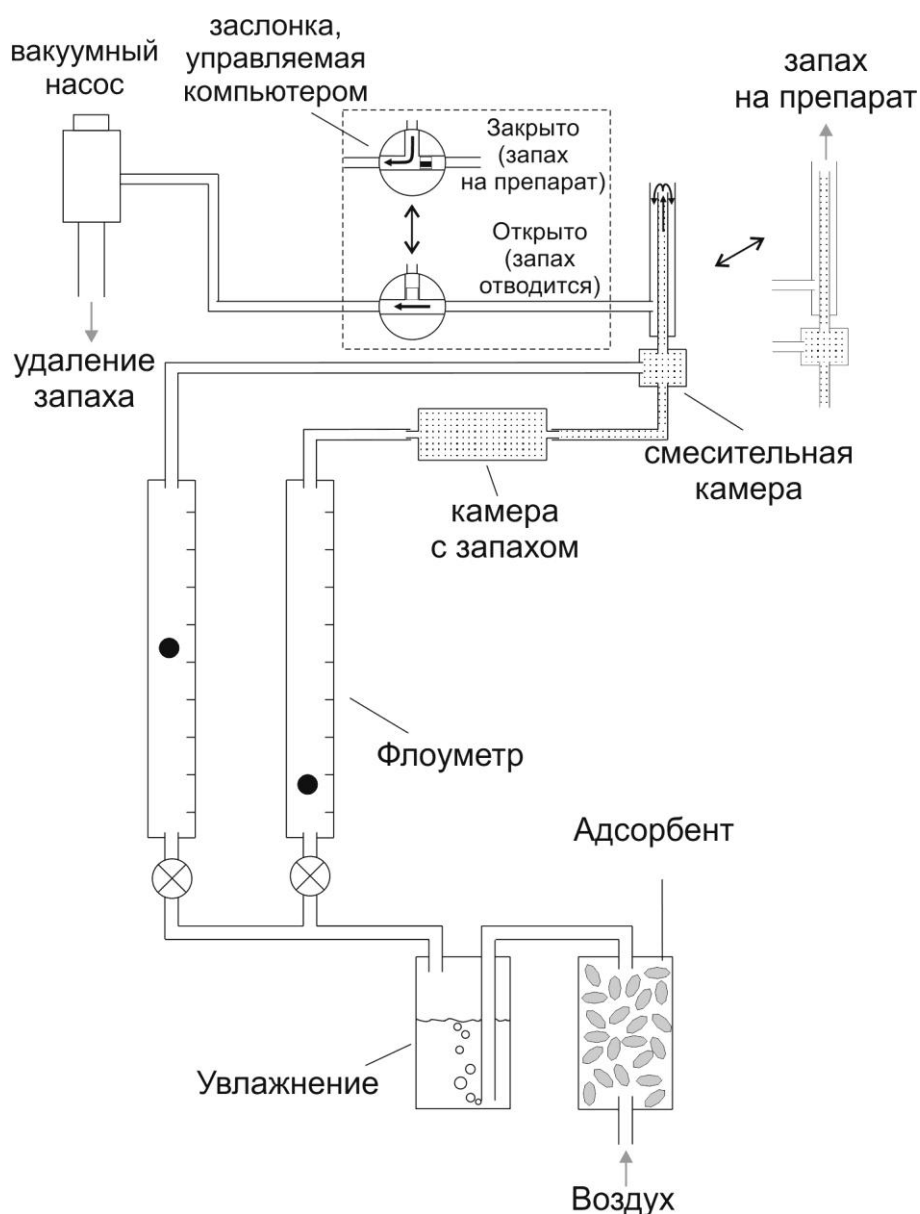 вакуумный
насос
заслонка,
управляемая
компьютером
запах
на препарат
Закрыто
(запах
на препарат)
Открыто
(запах
отводится)
удаление
запаха
смесительная
камера
камера
с запахом
Флоуметр
Адсорбент
Увлажнение
Воздух